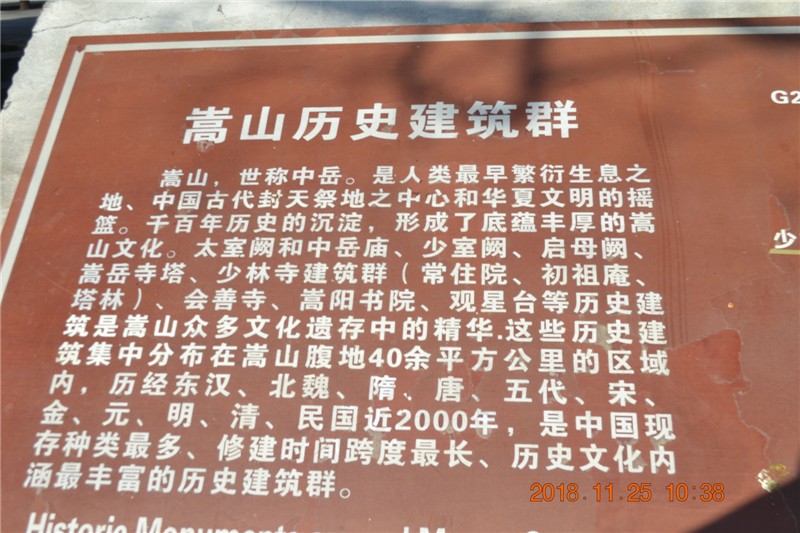 嵩山历史建筑群
G2
嵩山，世称中岳。是人类最早繁衍生息之
地、中国古代封天祭地之中心和华夏文明的摇
篮。千百年历史的沉淀，形成了底蕴丰厚的嵩
山文化。太室阙和中岳庙、少室阙、启母阙、
嵩岳寺塔、少林寺建筑群（常住院、初祖庵、
塔林）、会善寺、嵩阳书院、观星台等历史建
筑是嵩山众多文化遗存中的精华.这些历史建
筑集中分布在嵩山腹地40余平方公里的区域
内，历经东汉、北魏、隋、唐、五代、宋、
金、元、明、清、民国近2000年，是中国现
存种类最多、修建时间跨度最长、历史文化内
涵最丰富的历史建筑群。
少
2018.11.25 10:38
Historic Monuments